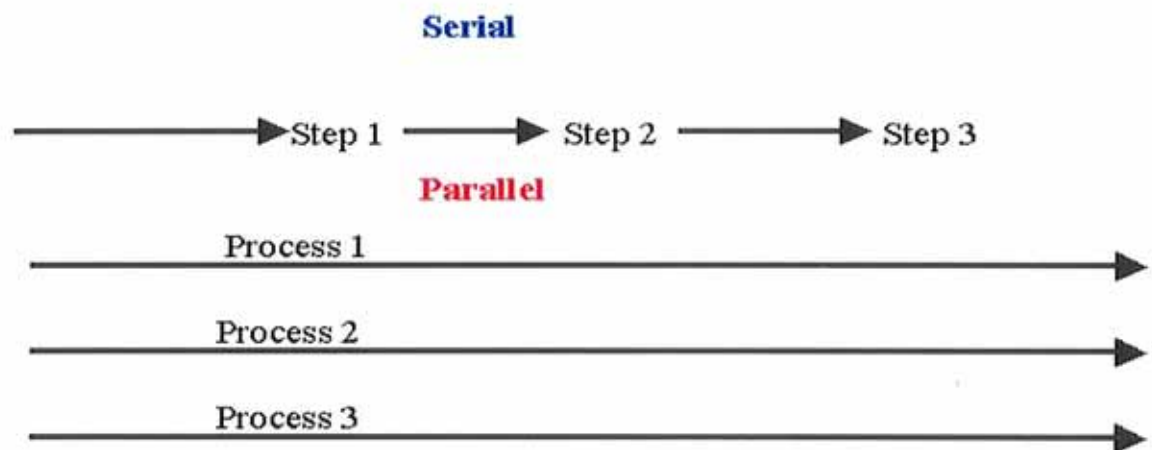 Serial
Step 1 Step 2 Step 3
Parallel
Process 1
Process 2
Process 3